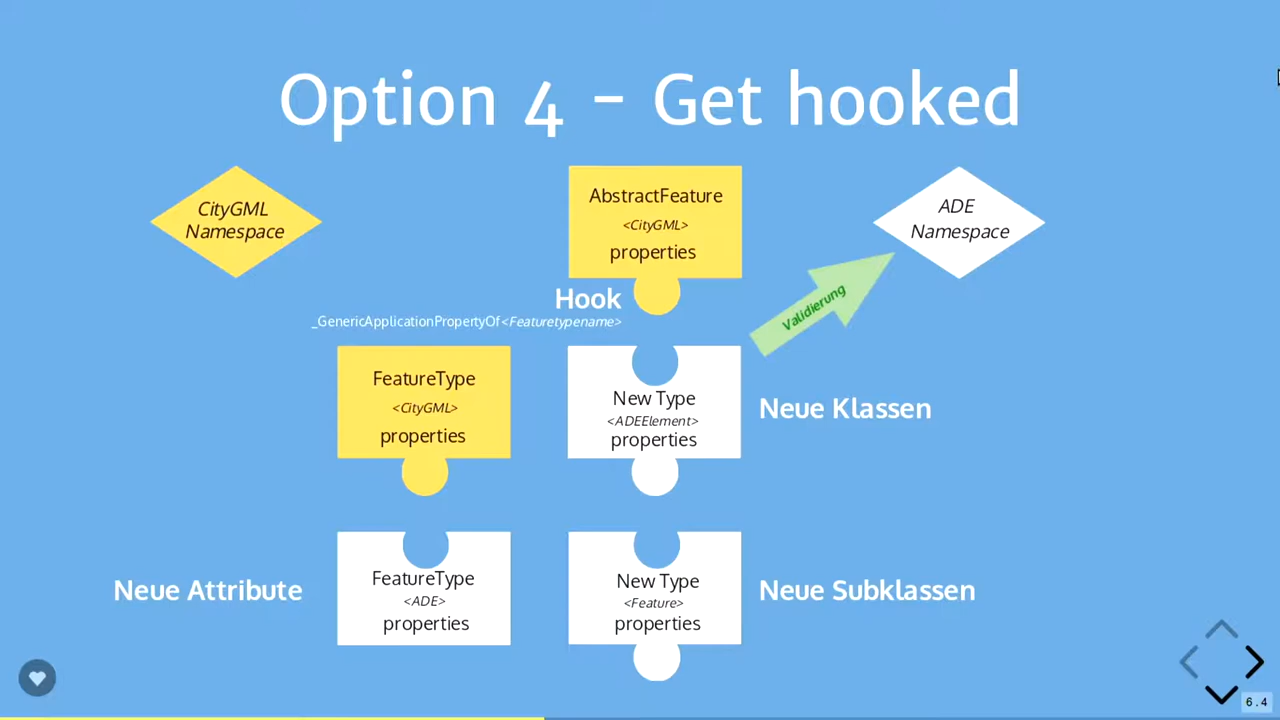 Option 4 – Get hooked
CityGML
Namespace
AbstractFeature
<CityGML>
properties
ADE
Namespace
Validierung
Hook
_GenericApplicationPropertyOf<Featuretypename>
FeatureType
<CityGML>
properties
New Type
<ADEElement>
properties
Neue Klassen
Neue Attribute
FeatureType
<ADE>
properties
New Type
<Feature>
properties
Neue Subklassen
6.4